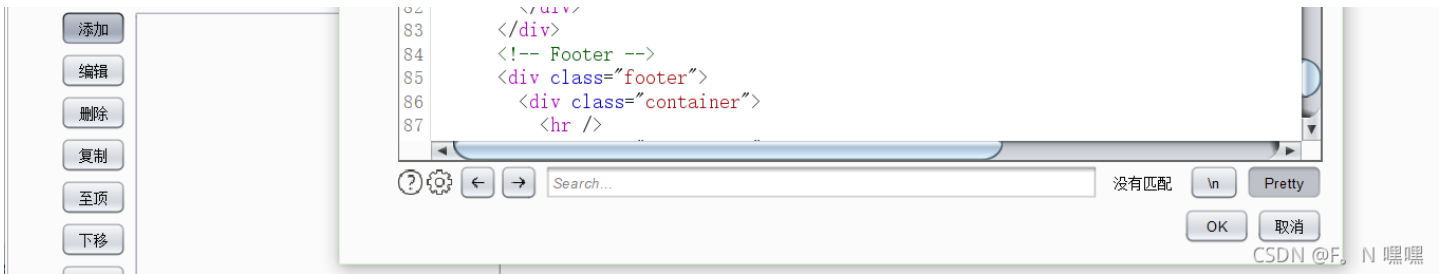 添加
编辑
删除
复制
至顶
下移
82 </div>
83 </div>
84 <!-- Footer -->
85 <div class="footer">
86 <div class="container">
87 <hr />
Search...
没有匹配
\n
Pretty
OK
取消
CSDN @F。N 嘿嘿